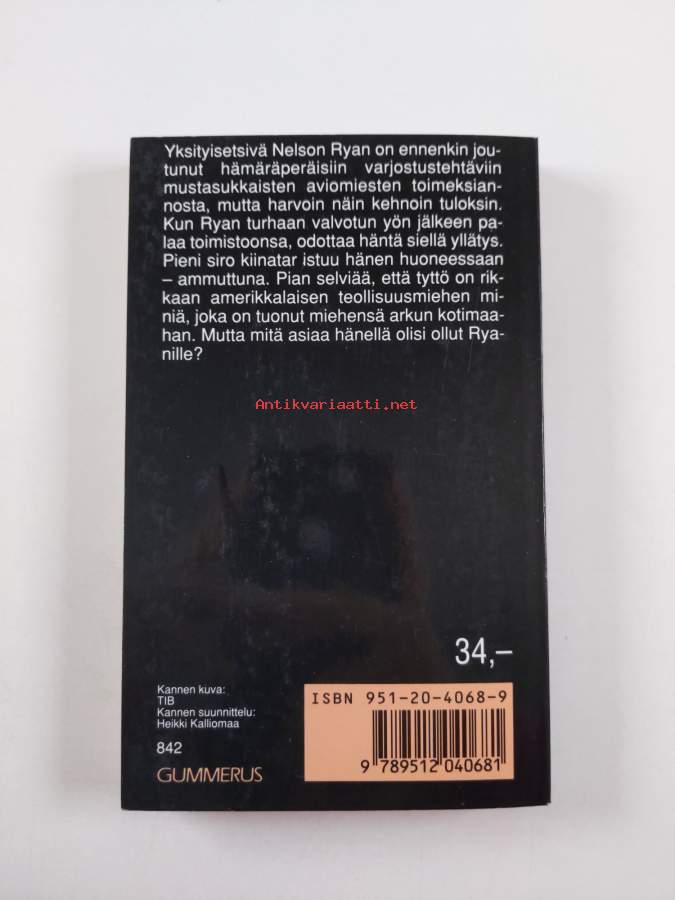 Yksityisetsivä Nelson Ryan on ennenkin jou-
tunut hämäräperäisiin varjostustehtäviin
mustasukkaisten aviomiesten toimeksian-
nosta, mutta harvoin näin kehnoin tuloksin.
Kun Ryan turhaan valvotun yön jälkeen pa-
laa toimistoonsa, odottaa häntä siellä yllätys.
Pieni siro kiinatar istuu hänen huoneessaan
– ammuttuna. Pian selviää, että tyttö on rik-
kaan amerikkalaisen teollisuusmiehen mi-
niä, joka on tuonut miehensä arkun kotimaa-
han. Mutta mitä asiaa hänellä olisi ollut Rya-
nille?
Antikvariaatti.net
34,–
Kannen kuva:
TIB
Kannen suunnittelu:
Heikki Kalliomaa
842
GUMMERUS
ISBN 951-20-4068-9
9 789512 040681